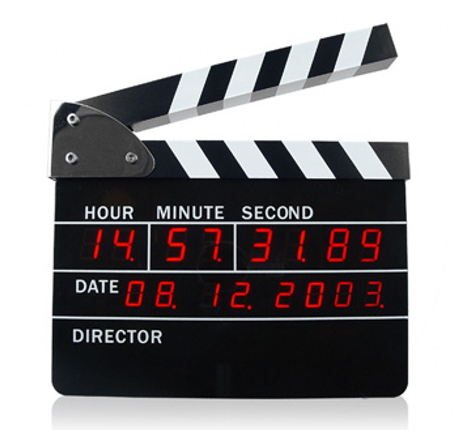 HOUR MINUTE SECOND
14. 57. 31.89
DATE 08. 12. 2003.
DIRECTOR